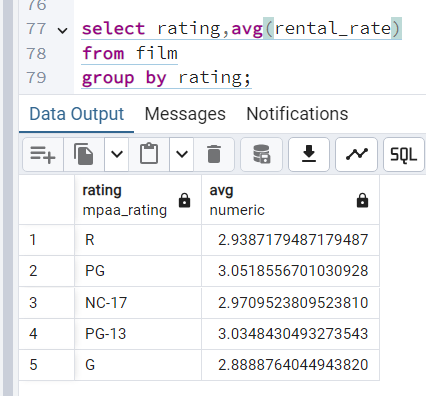 76
77 select rating,avg(rental_rate)
78 from film
79 group by rating;
Data Output Messages Notifications
SQL
rating avg
mpaa_rating numeric
1 R 2.9387179487179487
2 PG 3.0518556701030928
3 NC-17 2.9709523809523810
4 PG-13 3.0348430493273543
5 G 2.8888764044943820